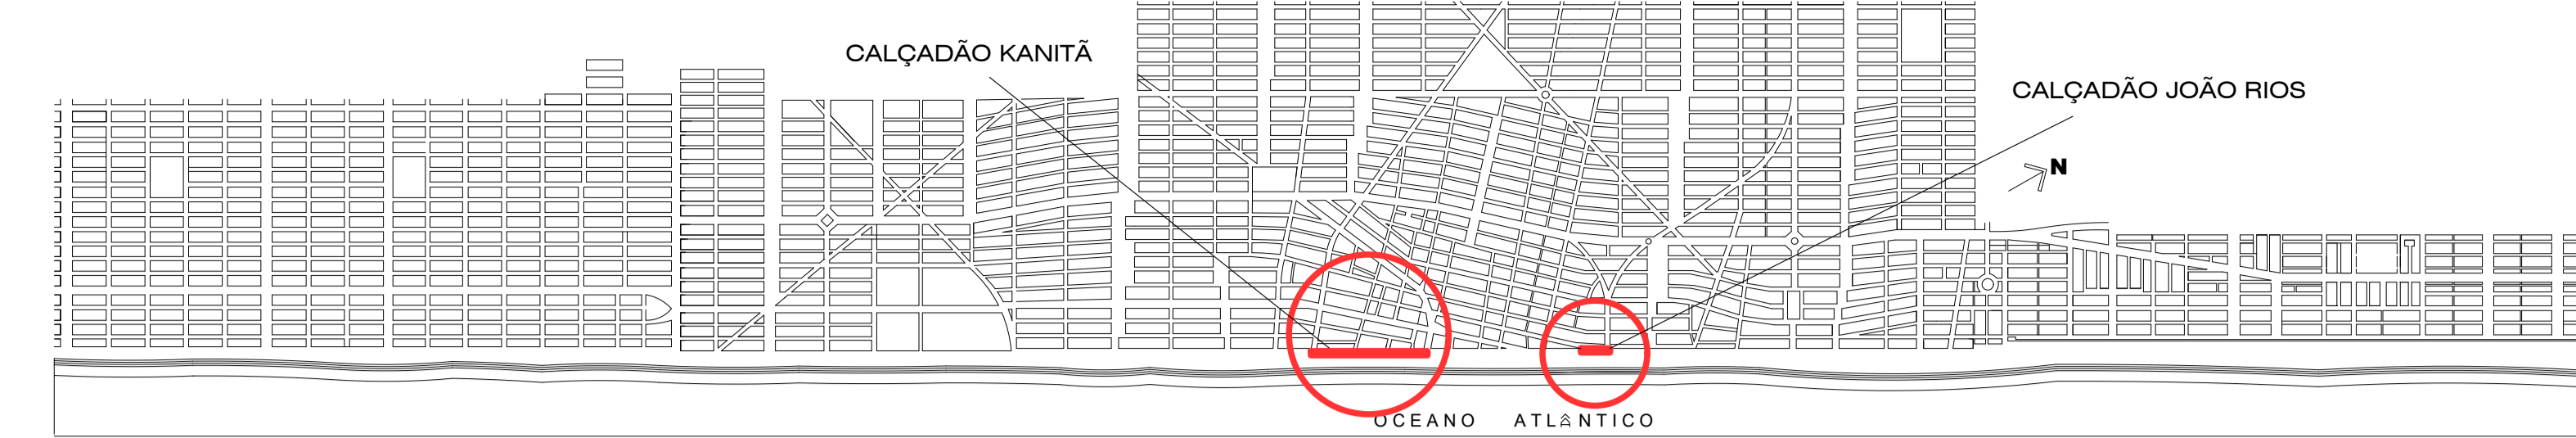 CALÇADÃO KANITÃ
CALÇADÃO JOÃO RIOS
N
OCEANO ATLÂNTICO